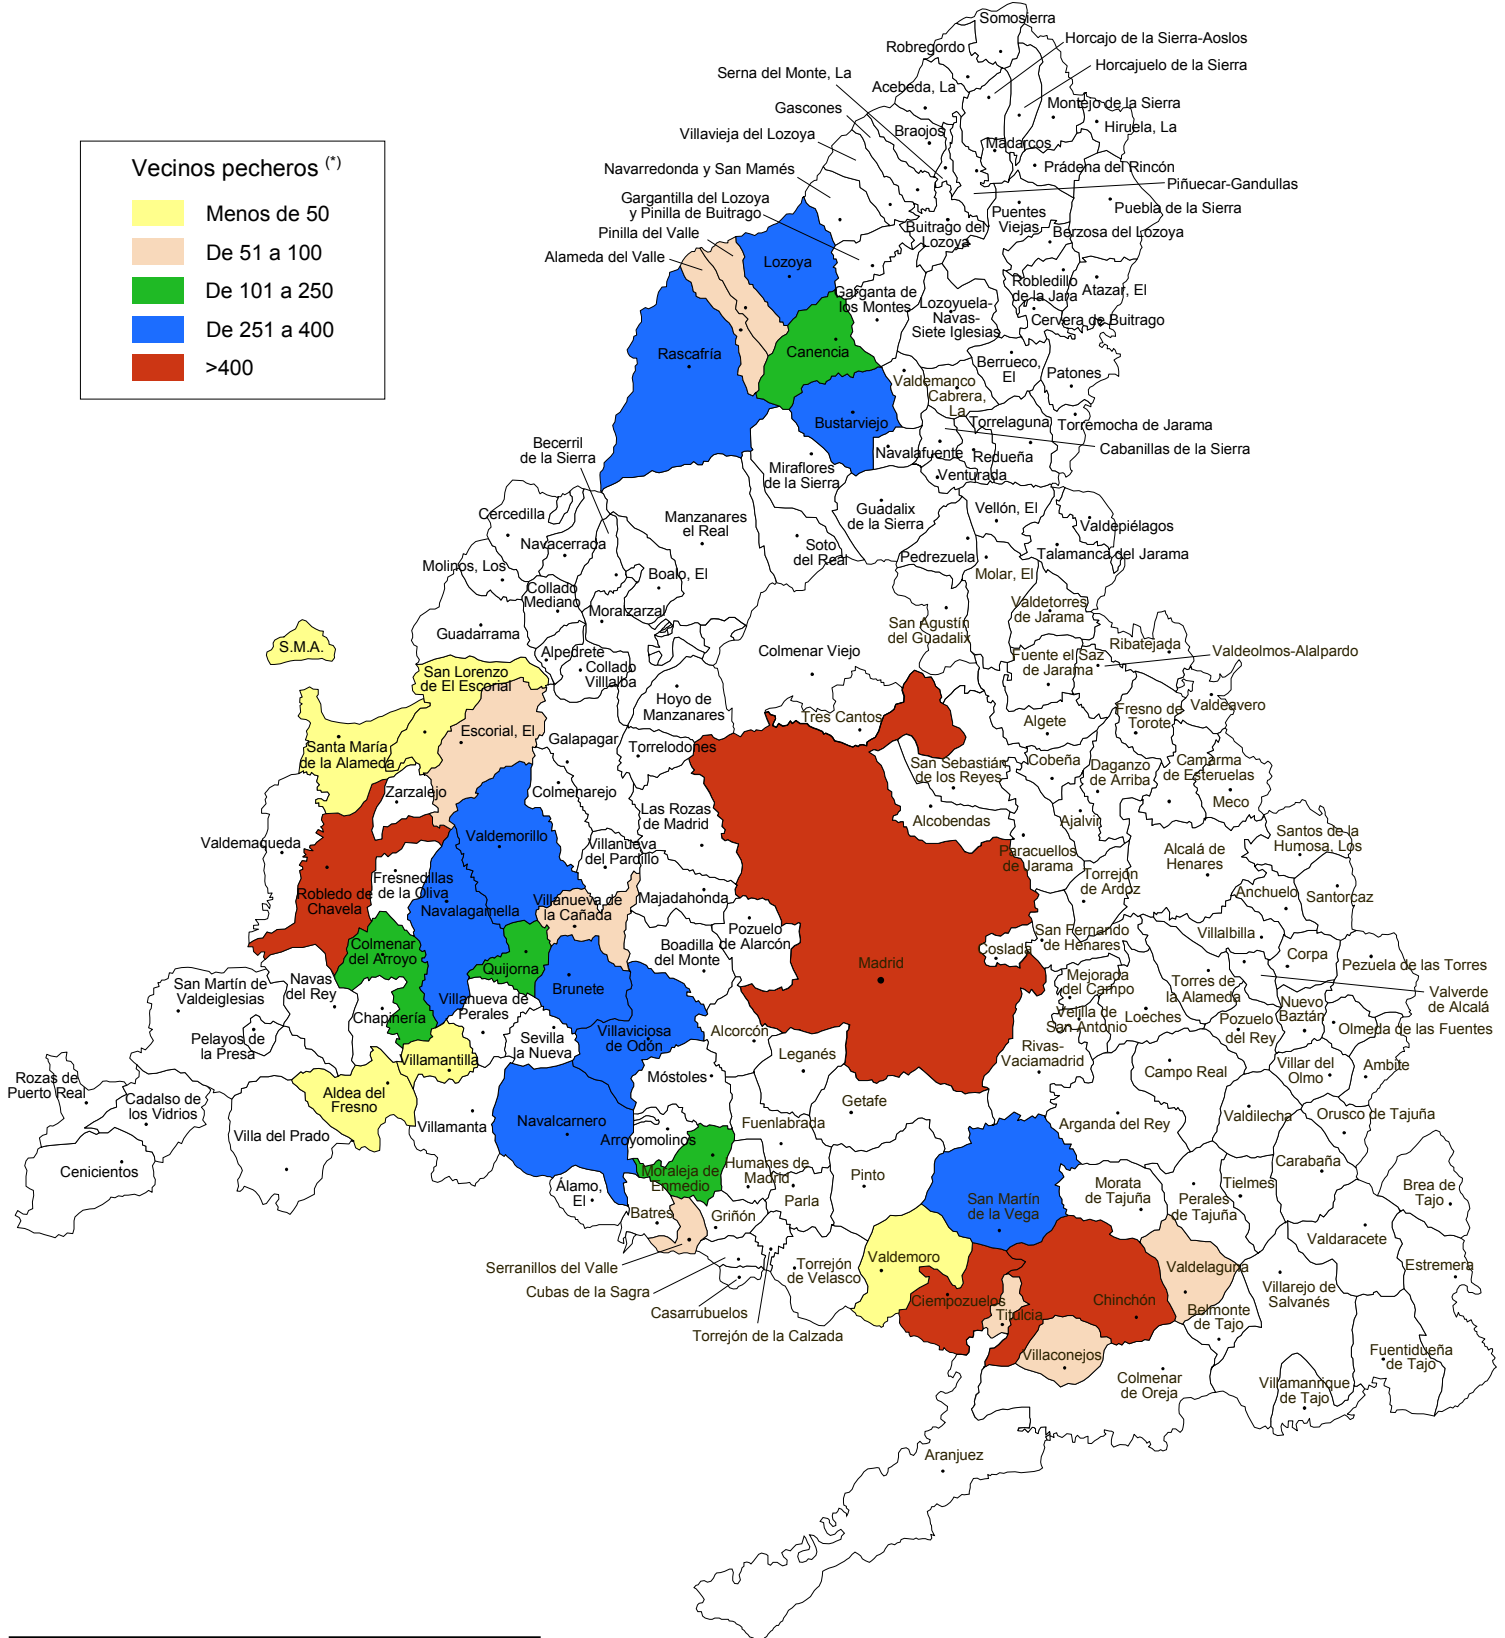 Vecinos pecheros (*)
Menos de 50
De 51 a 100
De 101 a 250
De 251 a 400
>400
Somosierra
Robregordo
Horcajo de la Sierra-Aoslos
Horcajuelo de la Sierra
Serna del Monte, La
Acebeda, La
Gascones
Montejo de la Sierra
Hiruela, La
Villavieja del Lozoya
Braojos
Madarcos
Navarredonda y San Mamés
Prádena del Rincón
Piñuecar-Gandullas
Gargantilla del Lozoya
y Pinilla de Buitrago
Puentes
Viejas
Puebla de la Sierra
Pinilla del Valle
Buitrago del
Lozoya
Berzosa del Lozoya
Alameda del Valle
Lozoya
Robledillo
de la Jara
Atazar, El
Garganta de
los Montes
Lozoyuela-
Navas-
Siete Iglesias
Cervera de Buitrago
Rascafría
Canencia
Berrueco,
El
Patones
Valdemanco
Cabrera,
La
Bustarviejo
Torrelaguna
Torremocha de Jarama
Cabanillas de la Sierra
Navalafuente
Redueña
Venturada
Becerril
de la Sierra
Miraflores
de la Sierra
Guadalix
de la Sierra
Vellón, El
Valdepiélagos
Cercedilla
Manzanares
el Real
Navacerrada
Soto
del Real
Pedrezuela
Talamanca del Jarama
Molinos, Los
Boalo, El
Molar, El
Collado
Mediano
Moralzarzal
Valdetorres
de Jarama
San Agustín
del Guadalix
Guadarrama
S.M.A.
Alpedrete
Collado
Villalba
Colmenar Viejo
Ribatejada
Valdeolmos-Alalpardo
Fuente el Saz
de Jarama
San Lorenzo
de El Escorial
Hoyo de
Manzanares
Tres Cantos
Fresno de
Torote
Valdeavero
Algete
Escorial, El
Galapagar
Torrelodones
Santa María
de la Alameda
San Sebastián
de los Reyes
Cobeña
Daganzo
de Arriba
Camarma
de Esteruelas
Zarzalejo
Colmenarejo
Las Rozas
de Madrid
Meco
Alcobendas
Ajalvir
Valdemaqueda
Valdemorillo
Villanueva
del Pardillo
Paracuellos
de Jarama
Alcalá de
Henares
Santos de la
Humosa, Los
Fresnedillas
de la Oliva
Torrejón
de Ardoz
Robledo de
Chavela
Navalagamella
Villanueva de
la Cañada
Majadahonda
Anchuelo
Santorcaz
Pozuelo
de Alarcón
San Fernando
de Henares
Villalbilla
Colmenar
del Arroyo
Boadilla
del Monte
Coslada
Corpa
Pezuela de las Torres
Quijorna
Madrid
Brunete
Mejorada
del Campo
Torres de
la Alameda
Valverde
de Alcalá
San Martín de
Valdeiglesias
Navas
del Rey
Chapinería
Villanueva de
Perales
Velilla de
San Antonio
Loeches
Nuevo
Baztán
Pozuelo
del Rey
Olmeda de las Fuentes
Pelayos de
la Presa
Sevilla
la Nueva
Villaviciosa
de Odón
Alcorcón
Leganés
Rivas-
Vaciamadrid
Villamantilla
Móstoles
Campo Real
Villar del
Olmo
Ambite
Rozas de
Puerto Real
Cadalso de
los Vidrios
Aldea del
Fresno
Getafe
Villa del Prado
Villamanta
Navalcarnero
Arroyomolinos
Fuenlabrada
Arganda del Rey
Valdilecha
Orusco de Tajuña
Cenicientos
Moraleja de
Enmedio
Humanes de
Madrid
Pinto
Carabaña
Álamo,
El
Parla
San Martín
de la Vega
Morata
de Tajuña
Perales
de Tajuña
Tielmes
Brea de
Tajo
Batres
Griñón
Valdaracete
Serranillos del Valle
Valdemoro
Valdelaguna
Estremera
Cubas de la Sagra
Torrejón
de Velasco
Villarejo de
Salvanés
Casarrubuelos
Ciempozuelos
Titulcia
Chinchón
Belmonte
de Tajo
Torrejón de la Calzada
Villaconejos
Fuentidueña
de Tajo
Colmenar
de Oreja
Villamanrique
de Tajo
Aranjuez